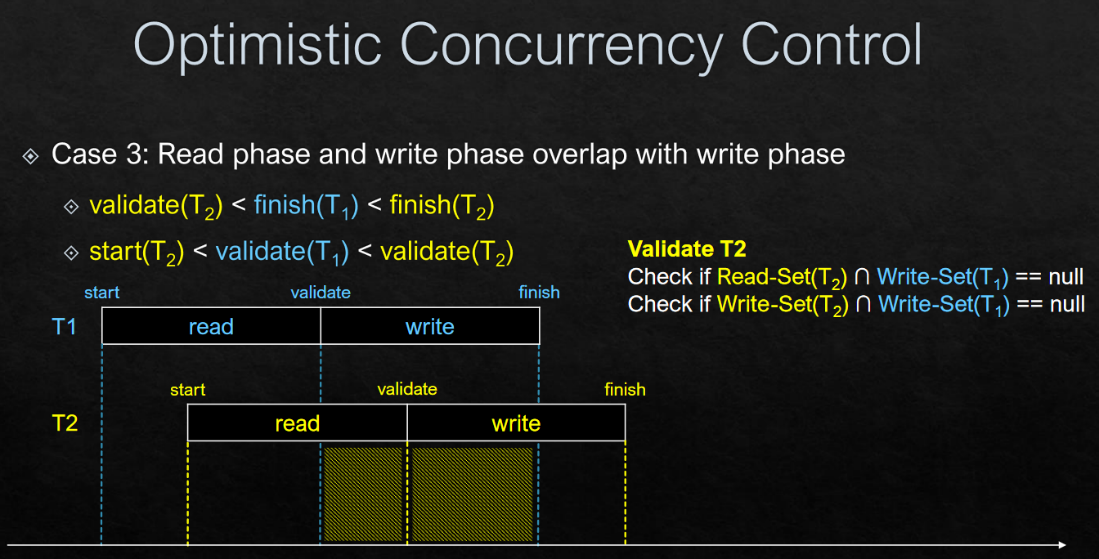 Optimistic Concurrency Control
Case 3: Read phase and write phase overlap with write phase
validate(T₂) < finish(T₁) < finish(T₂)
start(T₂) < validate(T₁) < validate(T₂)
Validate T2
Check if Read-Set(T₂) ∩ Write-Set(T₁) == null
Check if Write-Set(T₂) ∩ Write-Set(T₁) == null
start validate finish
T1 read write
start validate finish
T2 read write